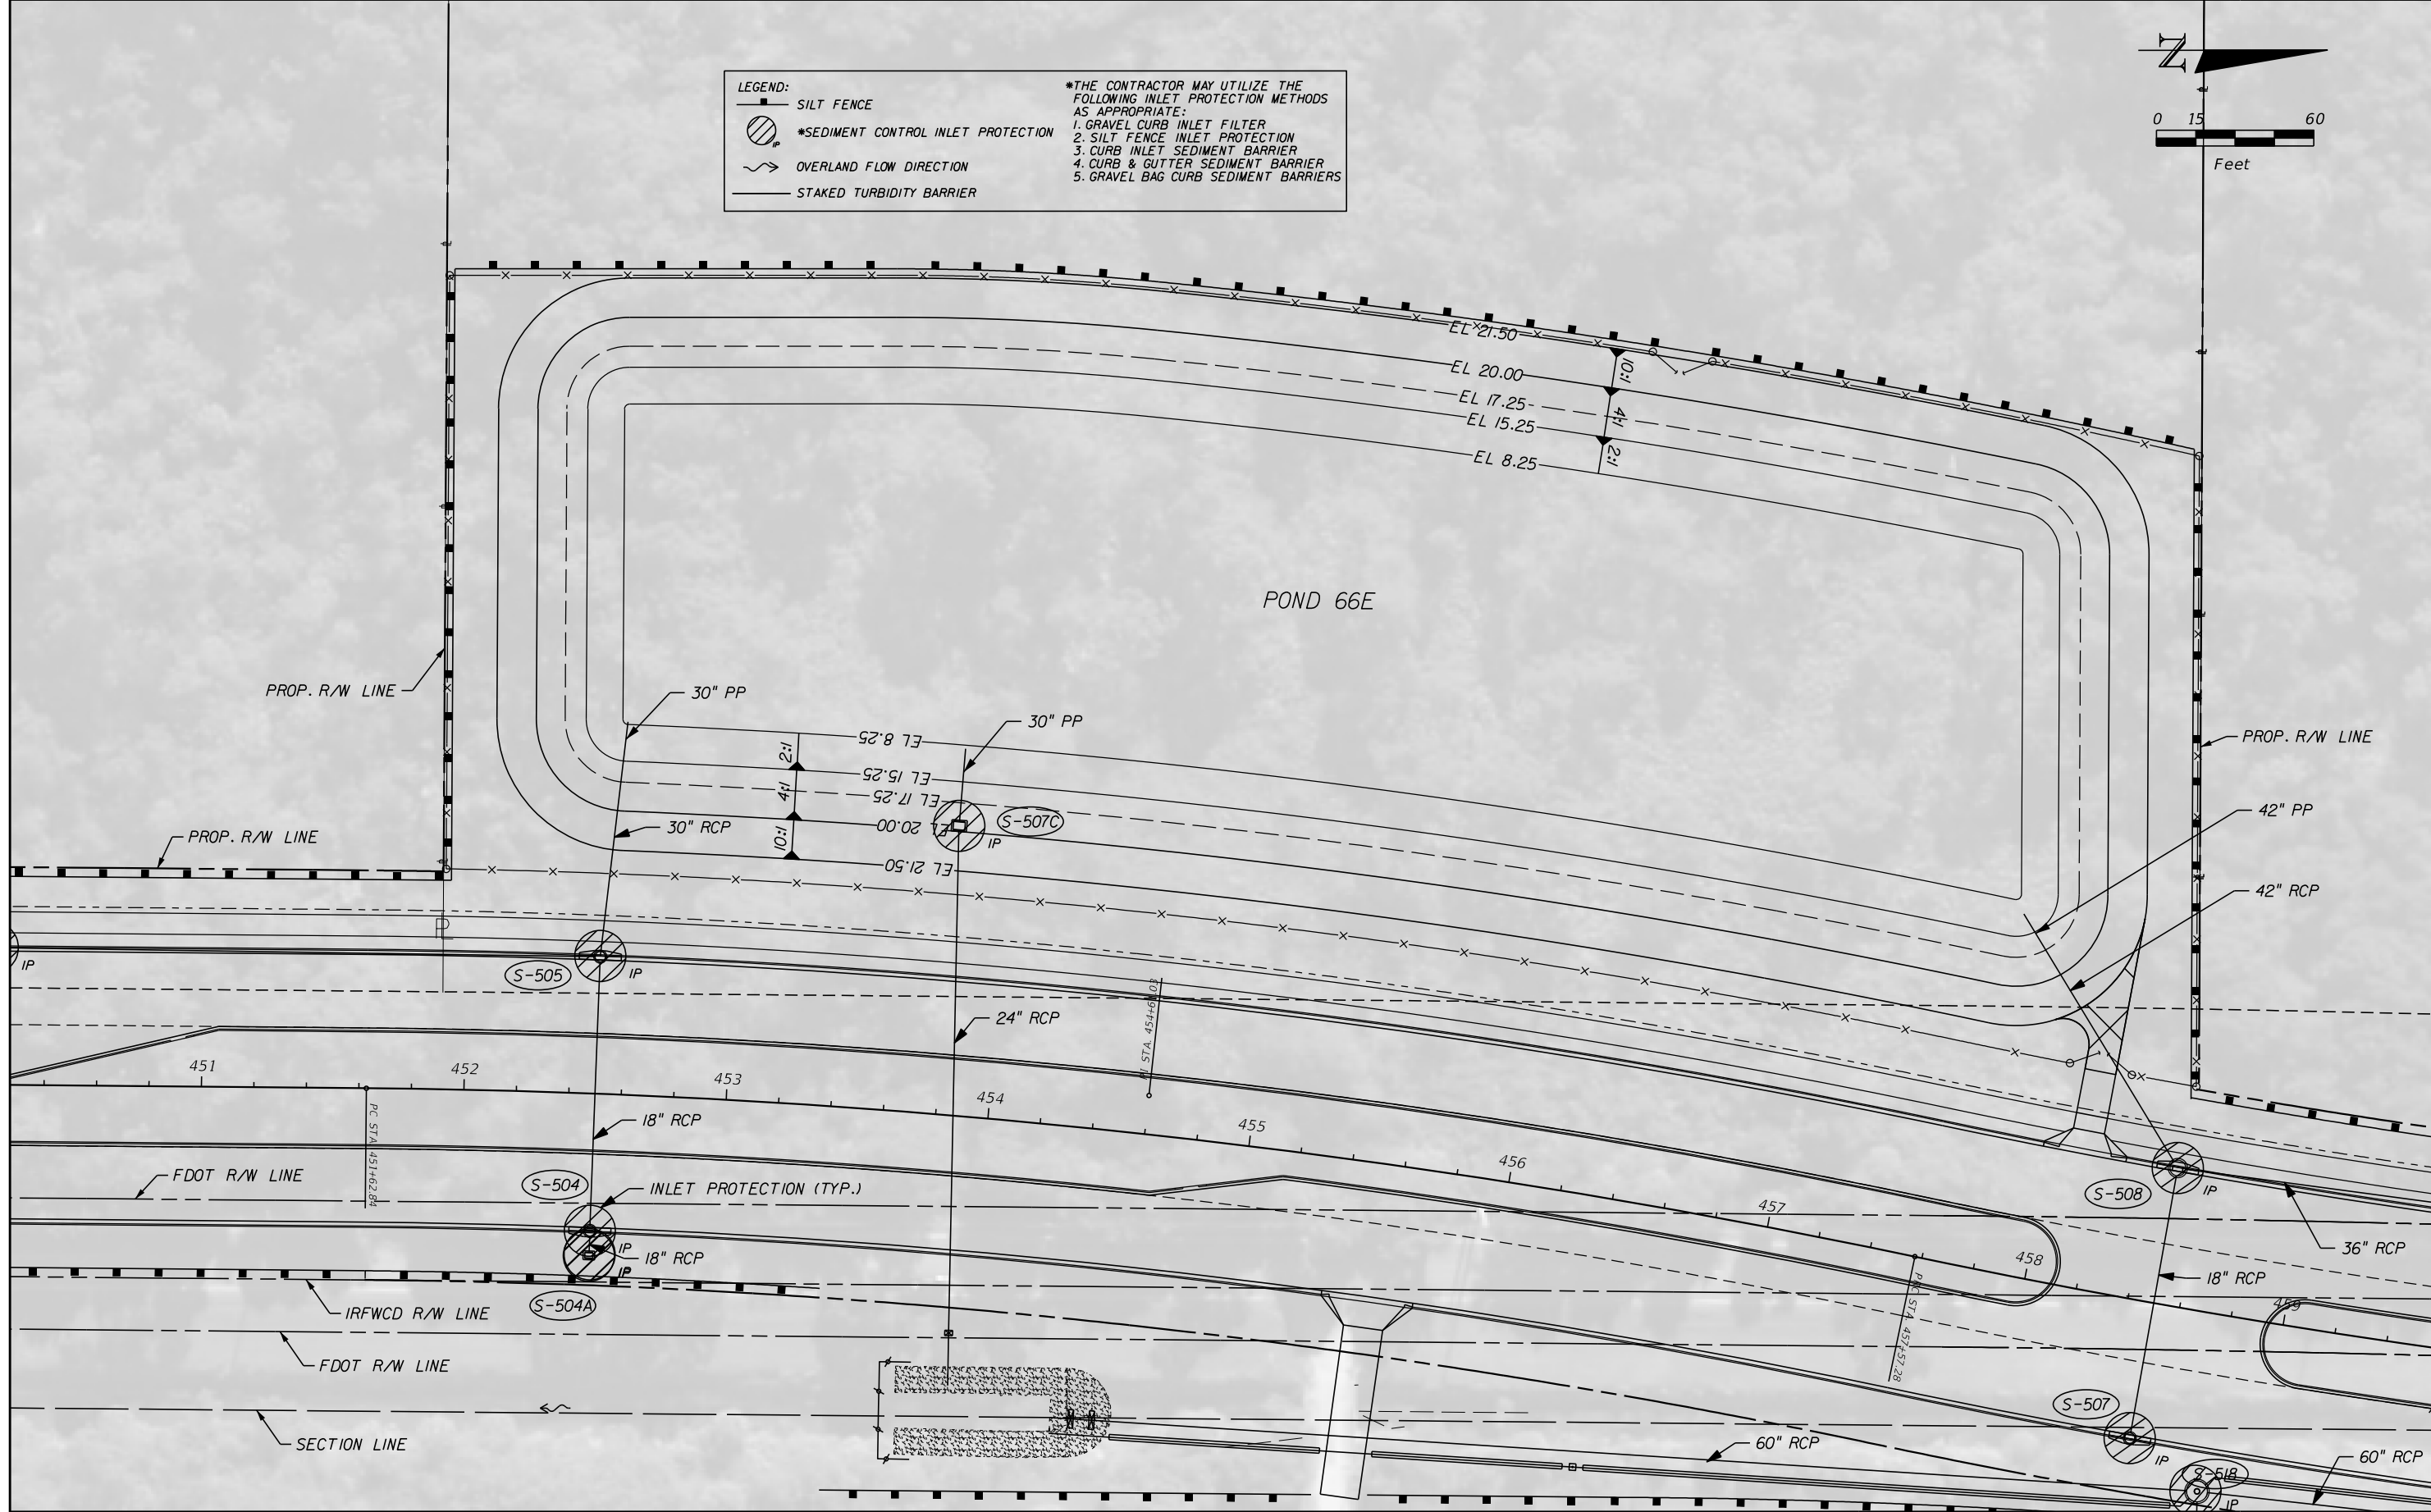 N
0 15 60
Feet
LEGEND:
SILT FENCE
*SEDIMENT CONTROL INLET PROTECTION
IP
OVERLAND FLOW DIRECTION
STAKED TURBIDITY BARRIER
*THE CONTRACTOR MAY UTILIZE THE
FOLLOWING INLET PROTECTION METHODS
AS APPROPRIATE:
1. GRAVEL CURB INLET FILTER
2. SILT FENCE INLET PROTECTION
3. CURB INLET SEDIMENT BARRIER
4. CURB & GUTTER SEDIMENT BARRIER
5. GRAVEL BAG CURB SEDIMENT BARRIERS
EL 21.50
EL 20.00
EL 17.25
EL 15.25
EL 8.25
10:1
4:1
2:1
POND 66E
PROP. R/W LINE
30" PP
30" PP
PROP. R/W LINE
EL 8.25
EL 15.25
EL 17.25
EL 20.00
EL 21.50
2:1
4:1
10:1
30" RCP
S-507C
IP
42" PP
42" RCP
PROP. R/W LINE
IP
S-505
IP
24" RCP
451
452
453
454
455
456
457
458
459
PC STA. 451+62.84
18" RCP
FDOT R/W LINE
S-504
INLET PROTECTION (TYP.)
IP
18" RCP
IP
S-504A
IRFWCD R/W LINE
FDOT R/W LINE
SECTION LINE
S-508
IP
36" RCP
18" RCP
S-507
IP
60" RCP
S-518
IP
60" RCP